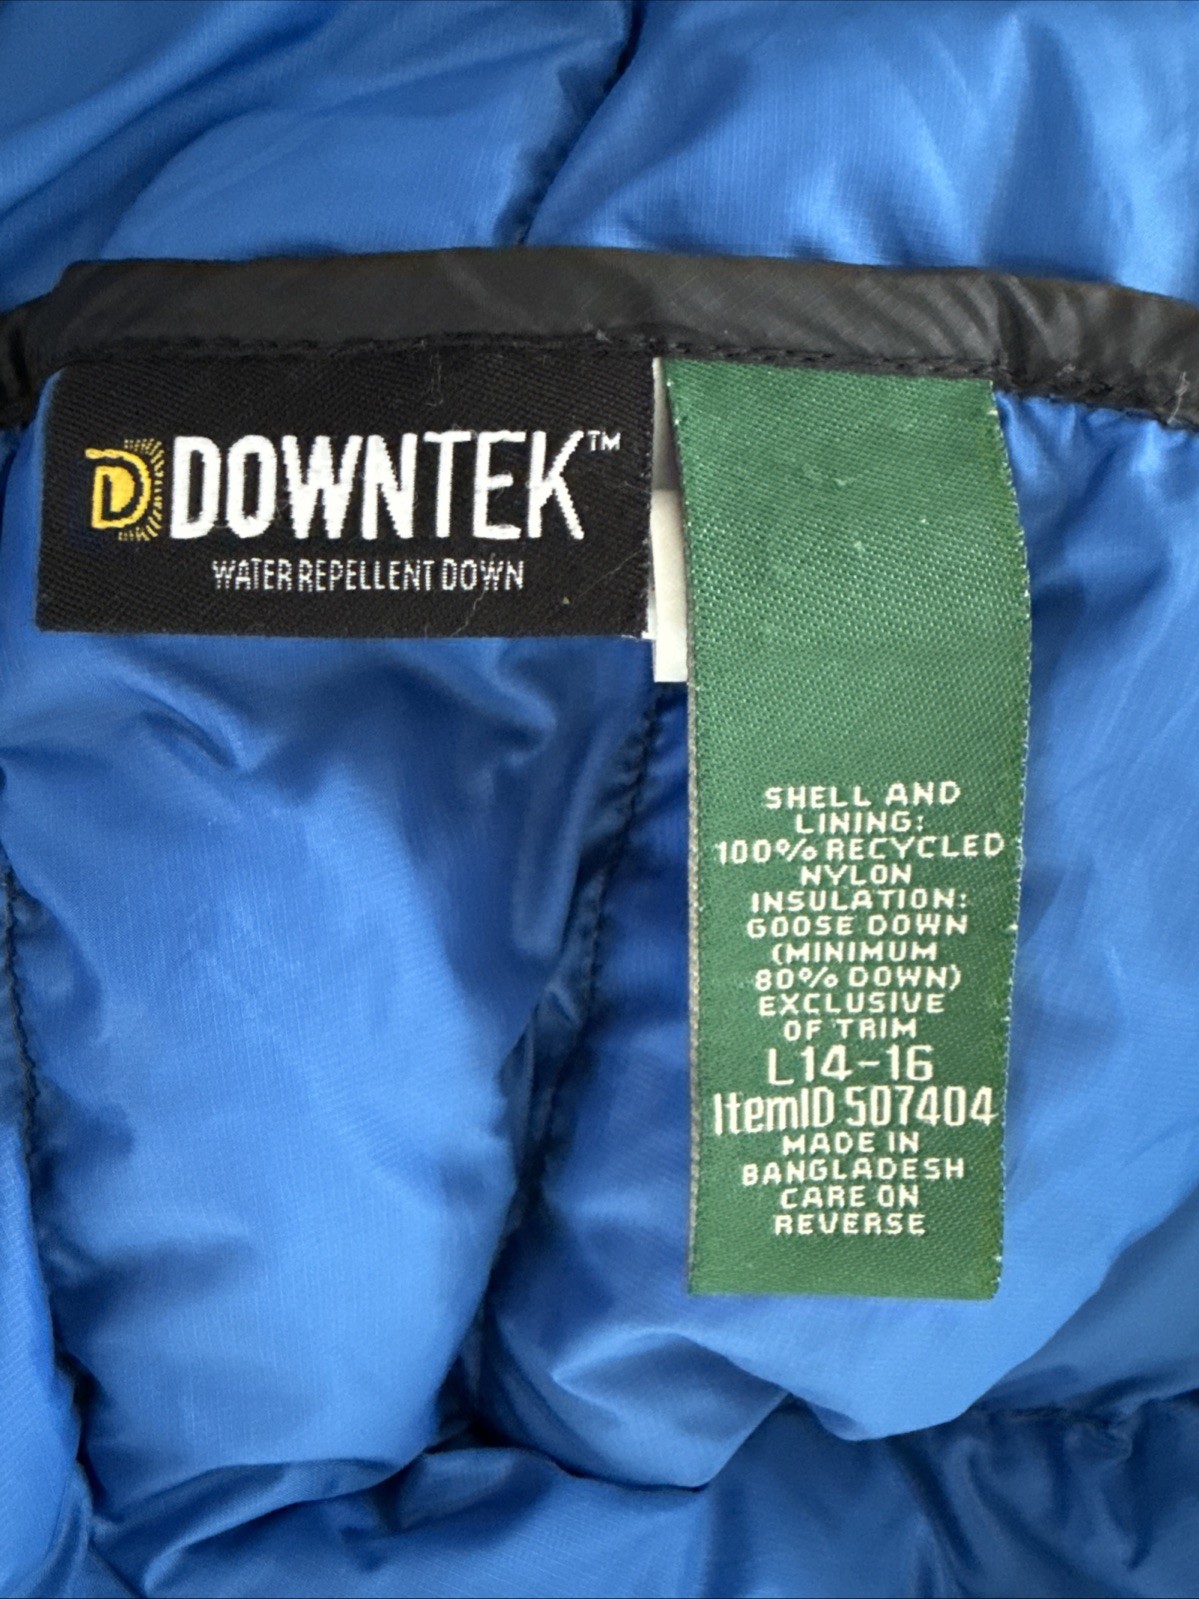 DOWNTEK™
WATER REPELLENT DOWN
SHELL AND
LINING:
100% RECYCLED
NYLON
INSULATION:
GOOSE DOWN
(MINIMUM
80% DOWN)
EXCLUSIVE
OF TRIM
L14-16
ItemID 507404
MADE IN
BANGLADESH
CARE ON
REVERSE